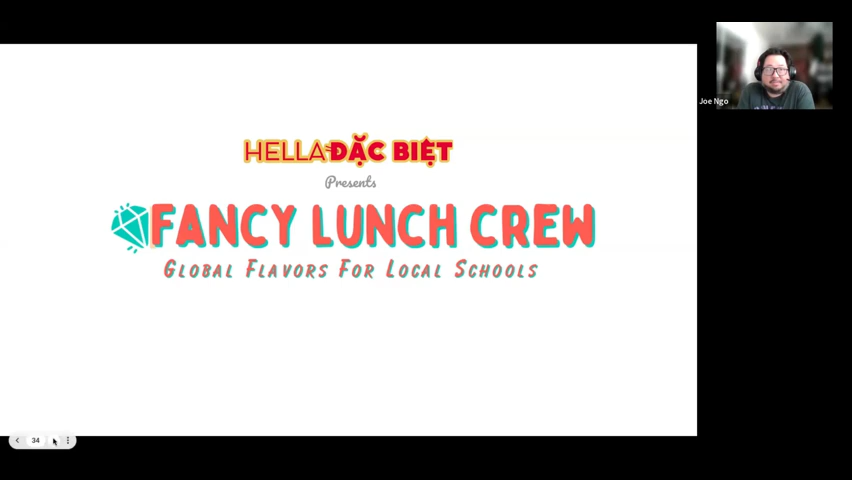 HELLA ĐẶC BIỆT
Presents
FANCY LUNCH CREW
GLOBAL FLAVORS FOR LOCAL SCHOOLS
Joe Ngo
34